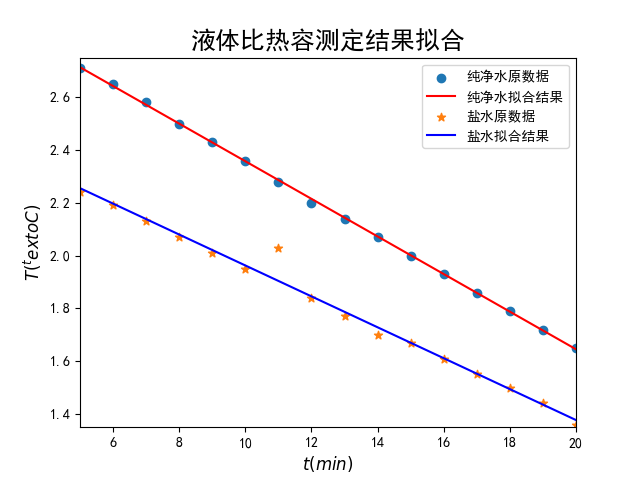 液体比热容测定结果拟合
纯净水原数据
纯净水拟合结果
盐水原数据
盐水拟合结果
2.6
2.4
2.2
2.0
1.8
1.6
1.4
T(^textoC)
6 8 10 12 14 16 18 20
t(min)